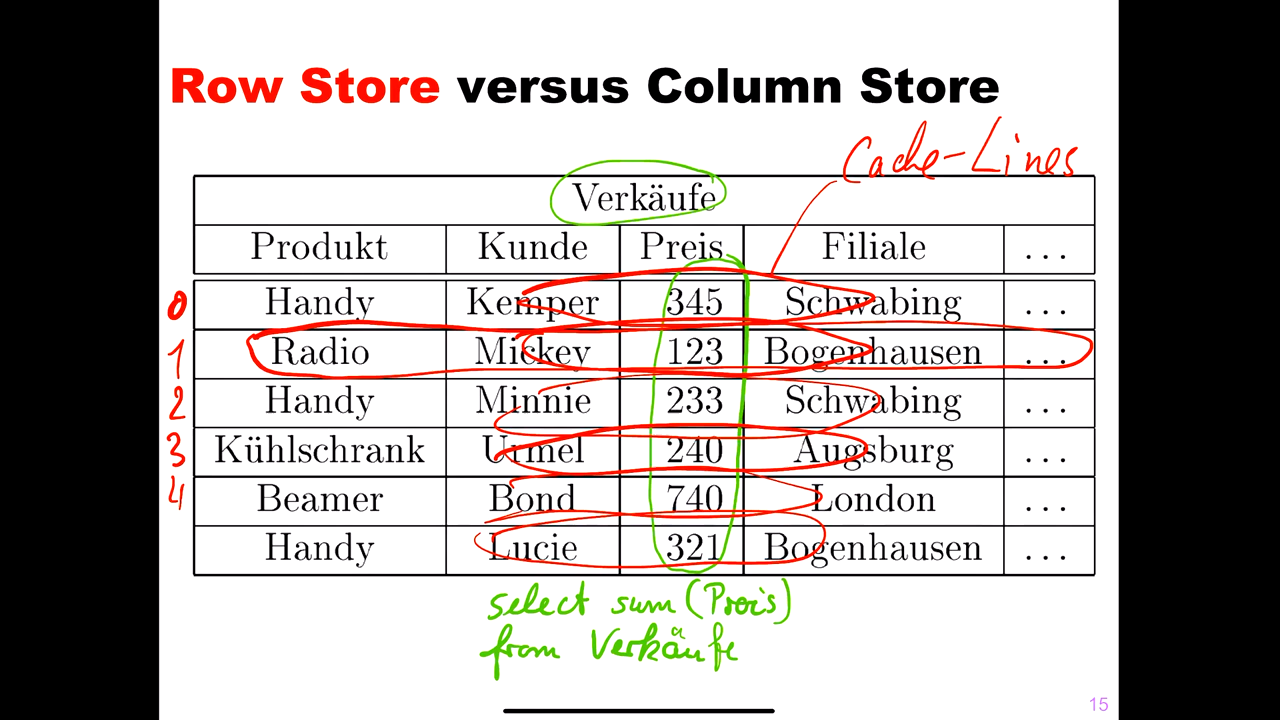 Row Store versus Column Store
Cache-Lines
Verkäufe
Produkt Kunde Preis Filiale ...
0 Handy Kemper 345 Schwabing ...
1 Radio Mickey 123 Bogenhausen ...
2 Handy Minnie 233 Schwabing ...
3 Kühlschrank Urmel 240 Augsburg ...
4 Beamer Bond 740 London ...
Handy Lucie 321 Bogenhausen ...
select sum (Preis)
from Verkäufe
15